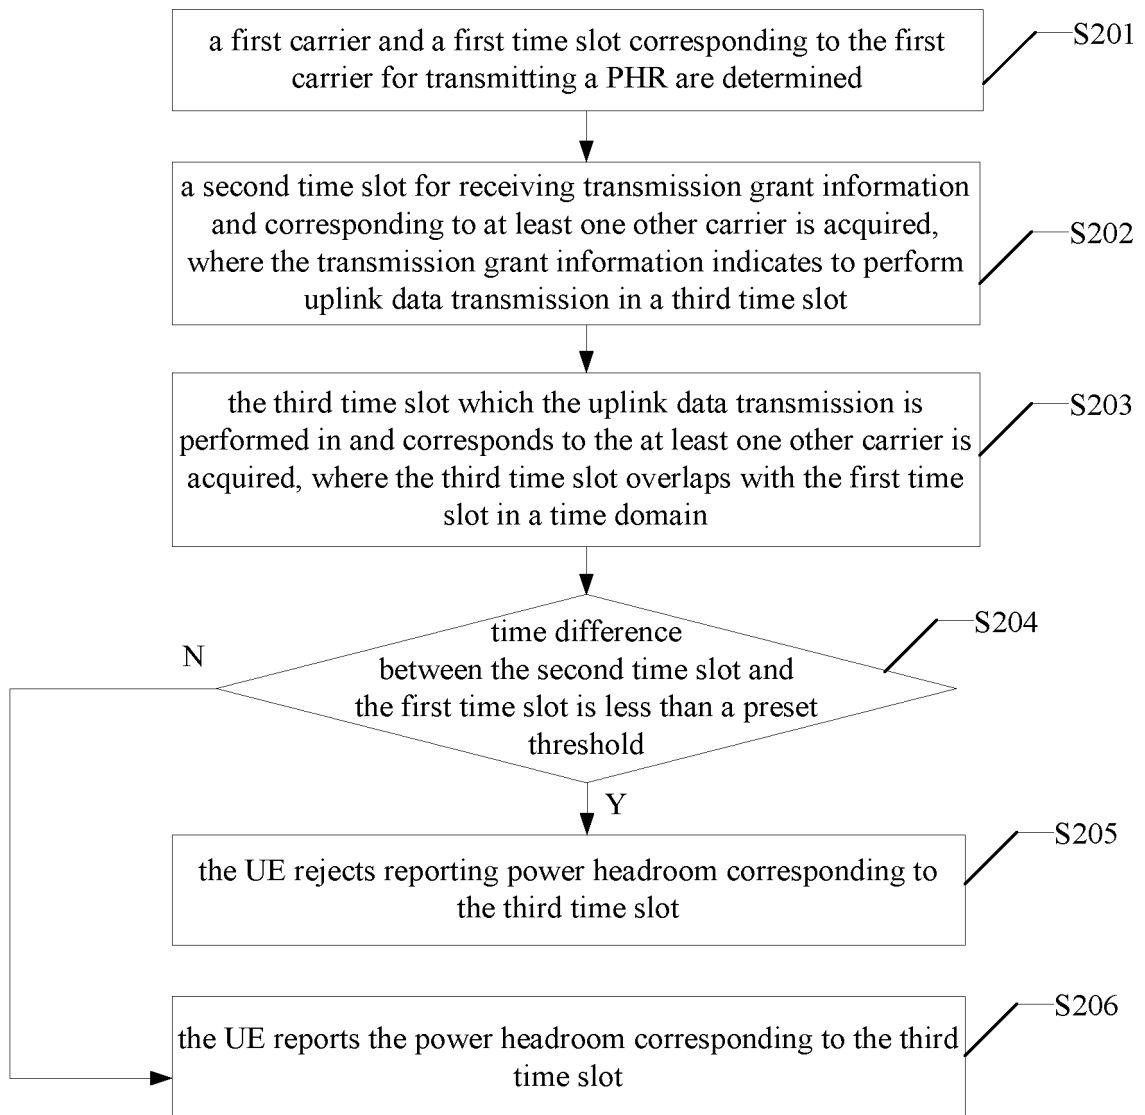 a first carrier and a first time slot corresponding to the first
carrier for transmitting a PHR are determined
S201
a second time slot for receiving transmission grant information
and corresponding to at least one other carrier is acquired,
where the transmission grant information indicates to perform
uplink data transmission in a third time slot
S202
the third time slot which the uplink data transmission is
performed in and corresponds to the at least one other carrier is
acquired, where the third time slot overlaps with the first time
slot in a time domain
S203
time difference
between the second time slot and
the first time slot is less than a preset
threshold
S204
N
Y
the UE rejects reporting power headroom corresponding to
the third time slot
S205
the UE reports the power headroom corresponding to the third
time slot
S206